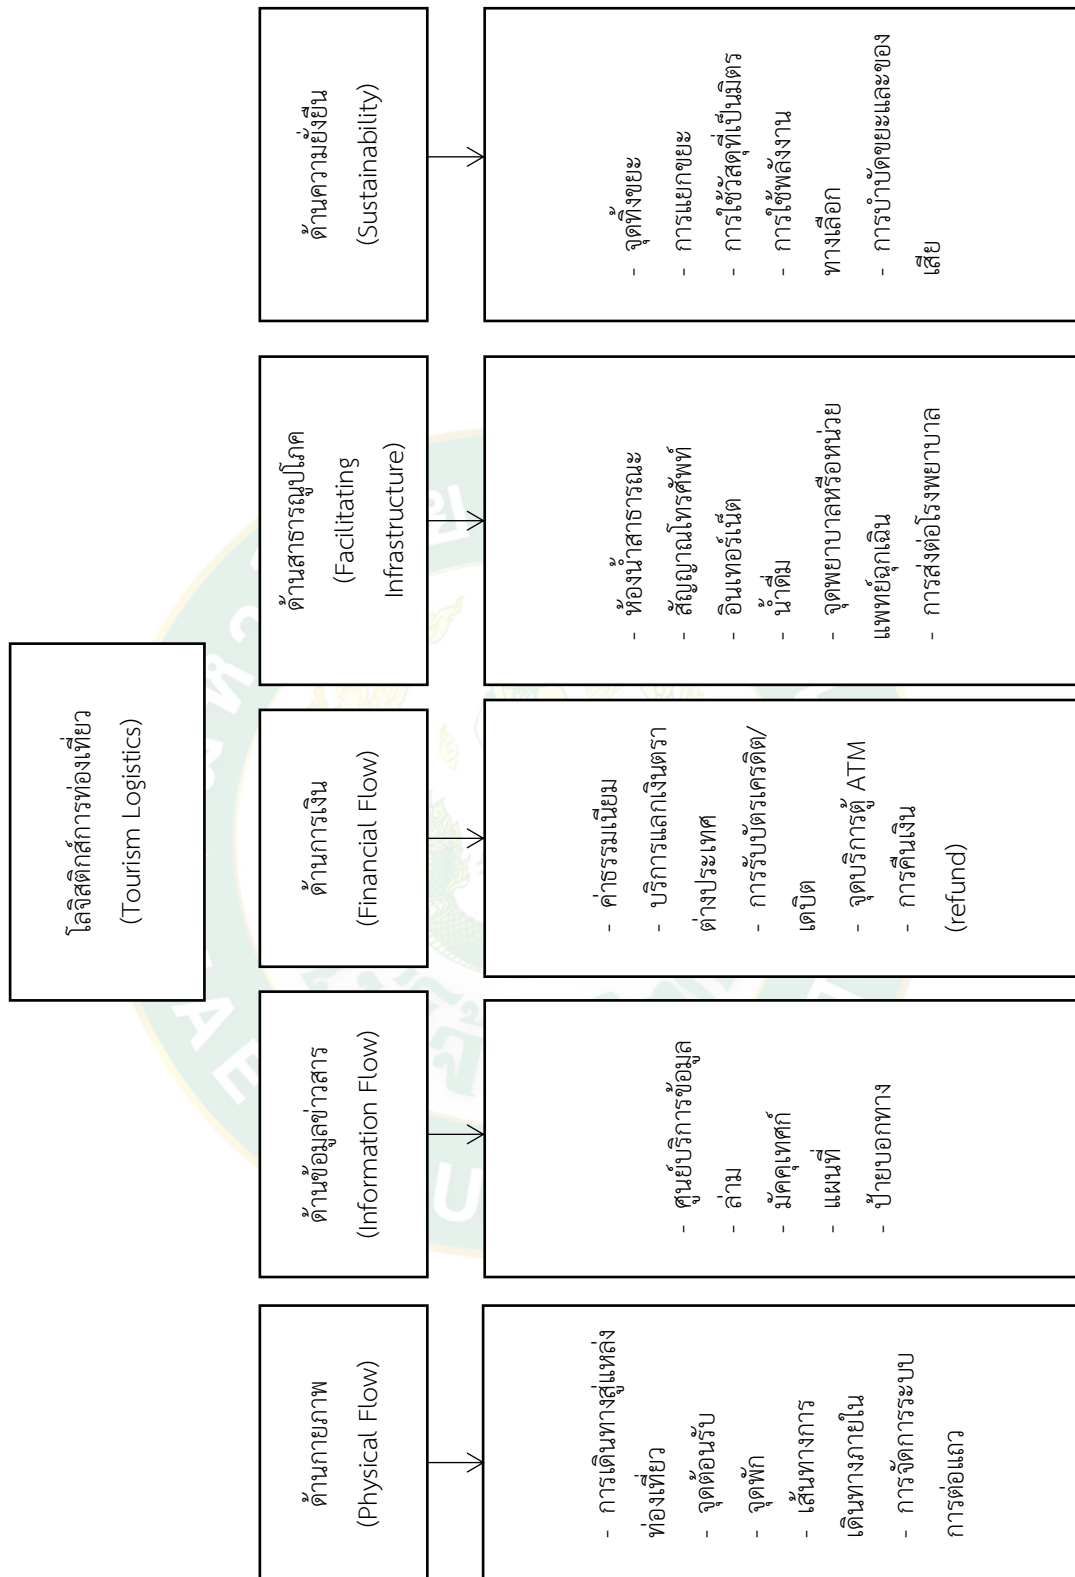 โลจิสติกส์การท่องเที่ยว
(Tourism Logistics)
ด้านกายภาพ
(Physical Flow)
- การเดินทางสู่แหล่ง
ท่องเที่ยว
- จุดต้อนรับ
- จุดพัก
- เส้นทางการ
เดินทางภายใน
- การจัดการระบบ
การต่อแถว
ด้านข้อมูลข่าวสาร
(Information Flow)
- ศูนย์บริการข้อมูล
- ล่าม
- มัคคุเทศก์
- แผนที่
- ป้ายบอกทาง
ด้านการเงิน
(Financial Flow)
- ค่าธรรมเนียม
- บริการแลกเงินตรา
ต่างประเทศ
- การรับบัตรเครดิต/
เดบิต
- จุดบริการตู้ ATM
- การคืนเงิน
(refund)
ด้านสาธารณูปโภค
(Facilitating
Infrastructure)
- ห้องน้ำสาธารณะ
- สัญญาณโทรศัพท์
- อินเทอร์เน็ต
- น้ำดื่ม
- จุดพยาบาลหรือหน่วย
แพทย์ฉุกเฉิน
- การส่งต่อโรงพยาบาล
ด้านความยั่งยืน
(Sustainability)
- จุดทิ้งขยะ
- การแยกขยะ
- การใช้วัสดุที่เป็นมิตร
- การใช้พลังงาน
ทางเลือก
- การบำบัดขยะและของ
เสีย